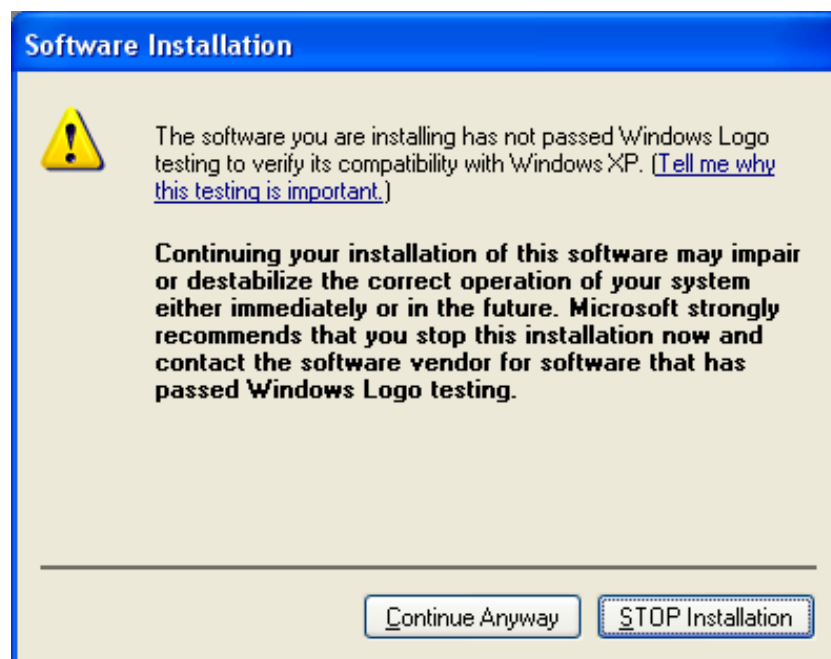 Software Installation
The software you are installing has not passed Windows Logo
testing to verify its compatibility with Windows XP. (Tell me why
this testing is important.)
Continuing your installation of this software may impair
or destabilize the correct operation of your system
either immediately or in the future. Microsoft strongly
recommends that you stop this installation now and
contact the software vendor for software that has
passed Windows Logo testing.
Continue Anyway
STOP Installation